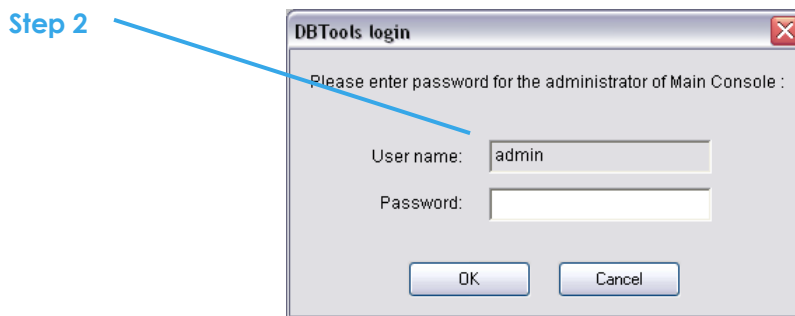 Step 2
DBTools login
Please enter password for the administrator of Main Console :
User name:
admin
Password:
OK
Cancel